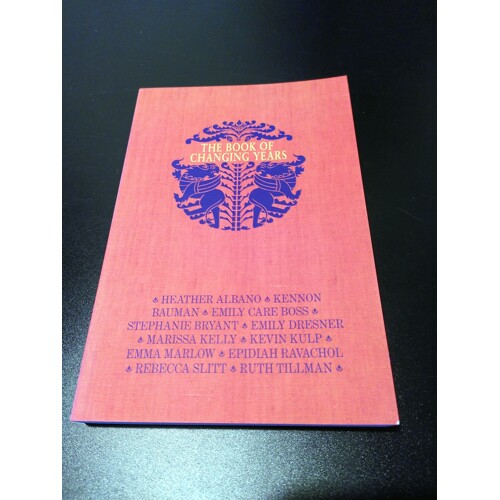 THE BOOK OF
CHANGING YEARS
❧ HEATHER ALBANO ❧ KENNON
BAUMAN ❧ EMILY CARE BOSS ❧
STEPHANIE BRYANT ❧ EMILY DRESNER
❧ MARISSA KELLY ❧ KEVIN KULP ❧
EMMA MARLOW ❧ EPIDIAH RAVACHOL
❧ REBECCA SLITT ❧ RUTH TILLMAN ❧